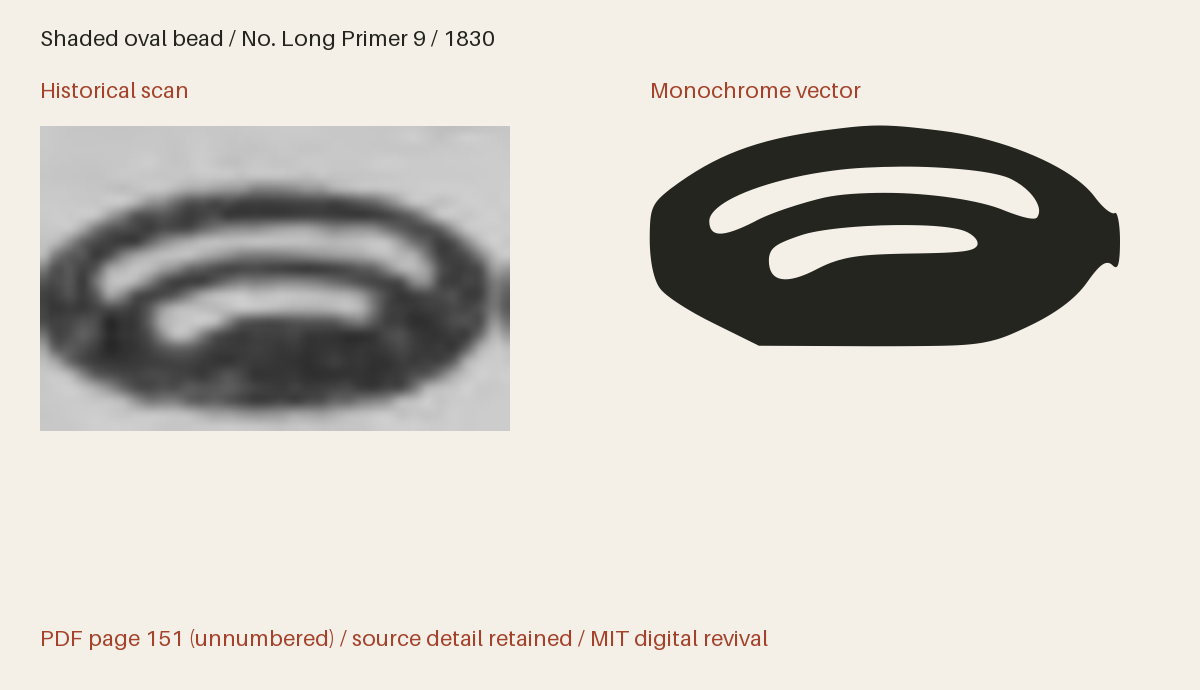 Shaded oval bead / No. Long Primer 9 / 1830
Historical scan
Monochrome vector
PDF page 151 (unnumbered) / source detail retained / MIT digital revival